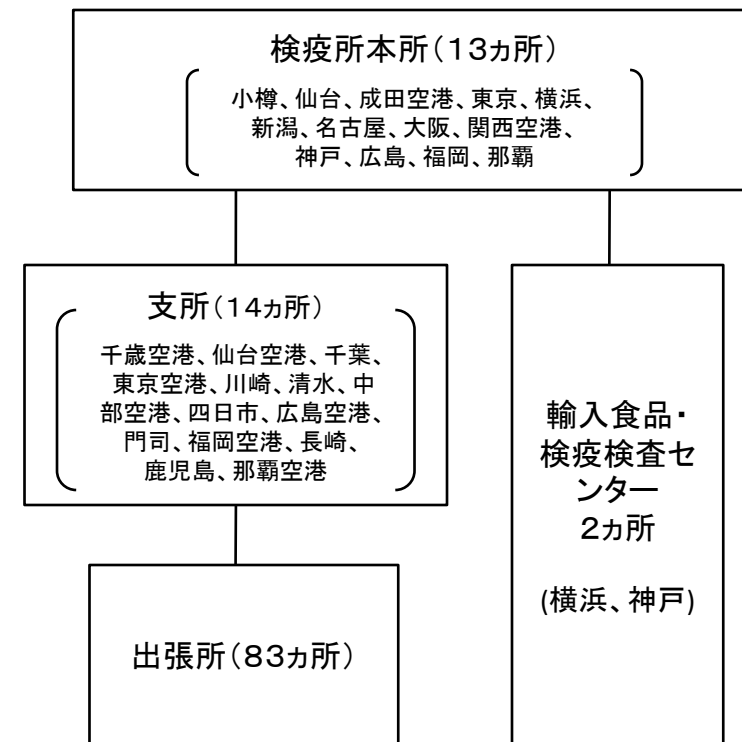 検疫所本所（１３ヵ所）
小樽、仙台、成田空港、東京、横浜、
新潟、名古屋、大阪、関西空港、
神戸、広島、福岡、那覇
支所（１４ヵ所）
千歳空港、仙台空港、千葉、
東京空港、川崎、清水、中
部空港、四日市、広島空港、
門司、福岡空港、長崎、
鹿児島、那覇空港
出張所（８３ヵ所）
輸入食品・
検疫検査セ
ンター
２ヵ所
(横浜、神戸)